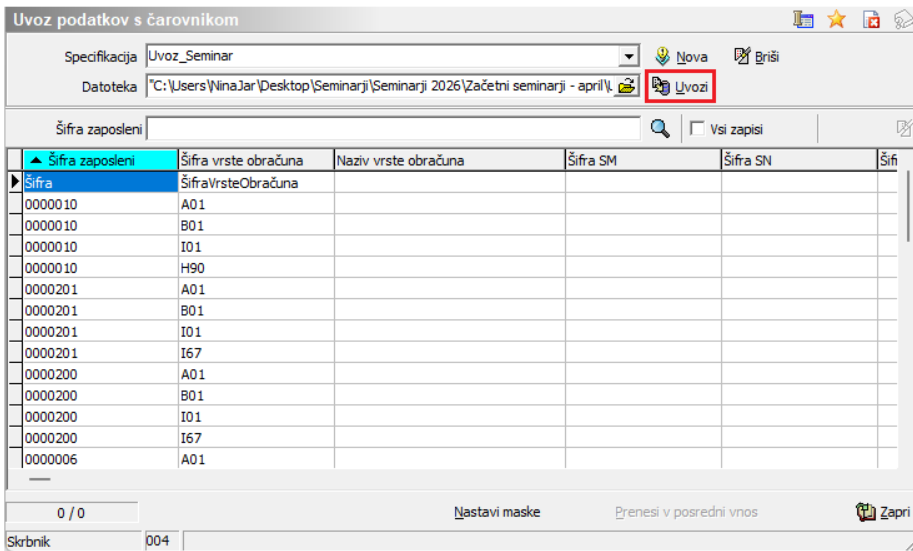 Uvoz podatkov s čarovnikom
Specifikacija Uvoz_Seminar Nova Briši
Datoteka "C:\Users\NinaJar\Desktop\Seminarji\Seminarji 2026\Začetni seminarji - april\ Uvozi
Šifra zaposleni Vsi zapisi
Šifra zaposleni Šifra vrste obračuna Naziv vrste obračuna Šifra SM Šifra SN Šif
Šifra ŠifraVrsteObračuna
0000010 A01
0000010 B01
0000010 I01
0000010 H90
0000201 A01
0000201 B01
0000201 I01
0000201 I67
0000200 A01
0000200 B01
0000200 I01
0000200 I67
0000006 A01
0 / 0 Nastavi maske Prenesi v posredni vnos Zapri
Skrbnik 004